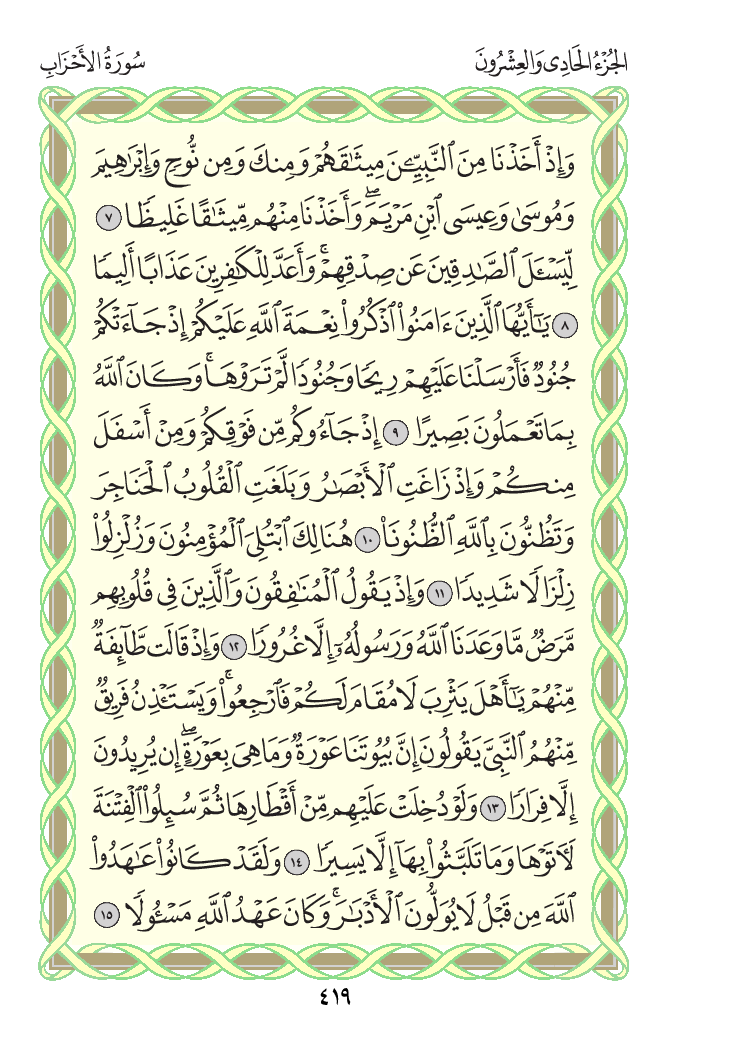 الجُزْءُ الحَادِى وَالعِشْرُونَ
سُورَةُ الأَحْزَابِ
وَإِذْ أَخَذْنَا مِنَ ٱلنَّبِيِّـۧنَ مِيثَٰقَهُمْ وَمِنكَ وَمِن نُّوحٍ وَإِبْرَٰهِيمَ
وَمُوسَىٰ وَعِيسَى ٱبْنِ مَرْيَمَۖ وَأَخَذْنَا مِنْهُم مِّيثَٰقًا غَلِيظًا ٧
لِّيَسْـَٔلَ ٱلصَّٰدِقِينَ عَن صِدْقِهِمْۚ وَأَعَدَّ لِلْكَٰفِرِينَ عَذَابًا أَلِيمًا
٨ يَٰٓأَيُّهَا ٱلَّذِينَ ءَامَنُوا۟ ٱذْكُرُوا۟ نِعْمَةَ ٱللَّهِ عَلَيْكُمْ إِذْ جَآءَتْكُمْ
جُنُودٌ فَأَرْسَلْنَا عَلَيْهِمْ رِيحًا وَجُنُودًا لَّمْ تَرَوْهَاۚ وَكَانَ ٱللَّهُ
بِمَا تَعْمَلُونَ بَصِيرًا ٩ إِذْ جَآءُوكُم مِّن فَوْقِكُمْ وَمِنْ أَسْفَلَ
مِنكُمْ وَإِذْ زَاغَتِ ٱلْأَبْصَٰرُ وَبَلَغَتِ ٱلْقُلُوبُ ٱلْحَنَاجِرَ
وَتَظُنُّونَ بِٱللَّهِ ٱلظُّنُونَا۠ ١٠ هُنَالِكَ ٱبْتُلِىَ ٱلْمُؤْمِنُونَ وَزُلْزِلُوا۟
زِلْزَالًا شَدِيدًا ١١ وَإِذْ يَقُولُ ٱلْمُنَٰفِقُونَ وَٱلَّذِينَ فِى قُلُوبِهِم
مَّرَضٌ مَّا وَعَدَنَا ٱللَّهُ وَرَسُولُهُۥٓ إِلَّا غُرُورًا ١٢ وَإِذْ قَالَت طَّآئِفَةٌ
مِّنْهُمْ يَٰٓأَهْلَ يَثْرِبَ لَا مُقَامَ لَكُمْ فَٱرْجِعُوا۟ۚ وَيَسْتَـْٔذِنُ فَرِيقٌ
مِّنْهُمُ ٱلنَّبِىَّ يَقُولُونَ إِنَّ بُيُوتَنَا عَوْرَةٌ وَمَا هِىَ بِعَوْرَةٍۖ إِن يُرِيدُونَ
إِلَّا فِرَارًا ١٣ وَلَوْ دُخِلَتْ عَلَيْهِم مِّنْ أَقْطَارِهَا ثُمَّ سُئِلُوا۟ ٱلْفِتْنَةَ
لَءَاتَوْهَا وَمَا تَلَبَّثُوا۟ بِهَآ إِلَّا يَسِيرًا ١٤ وَلَقَدْ كَانُوا۟ عَٰهَدُوا۟
ٱللَّهَ مِن قَبْلُ لَا يُوَلُّونَ ٱلْأَدْبَٰرَۚ وَكَانَ عَهْدُ ٱللَّهِ مَسْـُٔولًا ١٥
٤١٩